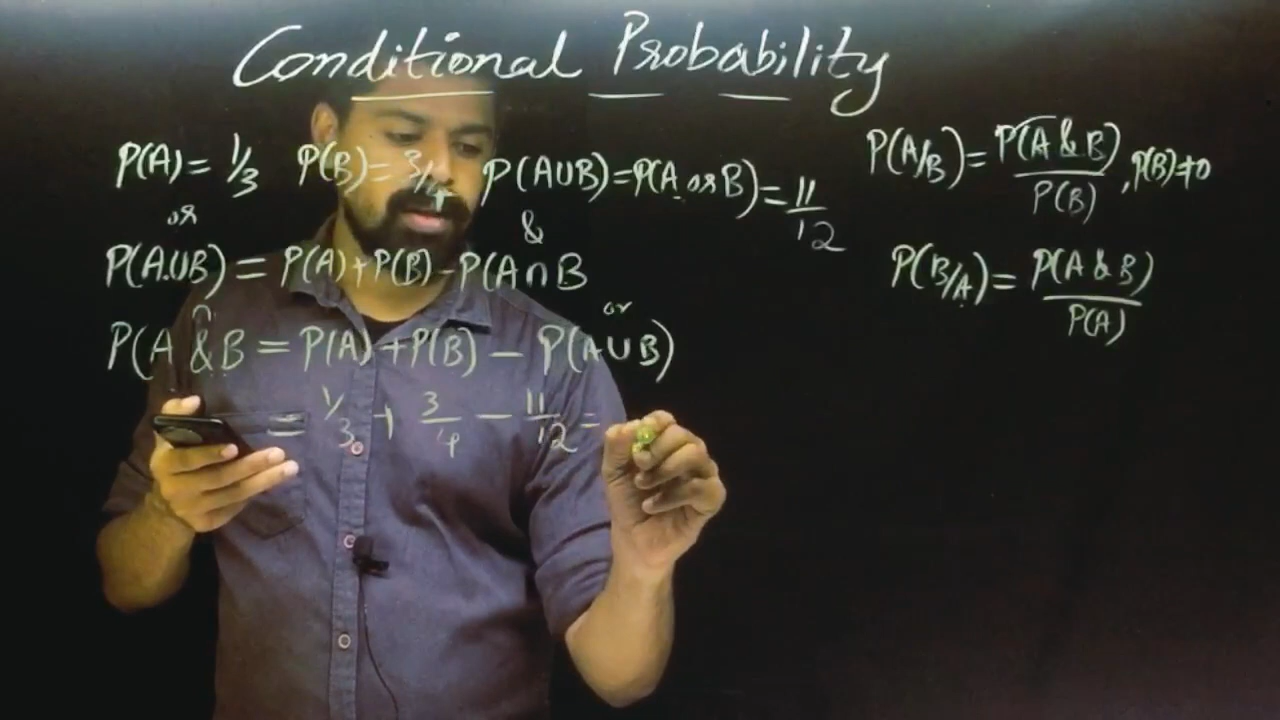 Conditional Probability
P(A) = 1/3 P(B) = 3/4 P(A∪B) = P(A or B) = 11/12
or &
P(A∪B) = P(A) + P(B) - P(A∩B
∩ or
P(A & B = P(A) + P(B) - P(A∪B)
= 1/3 + 3/4 - 11/12 =
P(A/B) = P(A & B)/P(B), P(B) ≠ 0
P(B/A) = P(A & B)/P(A)